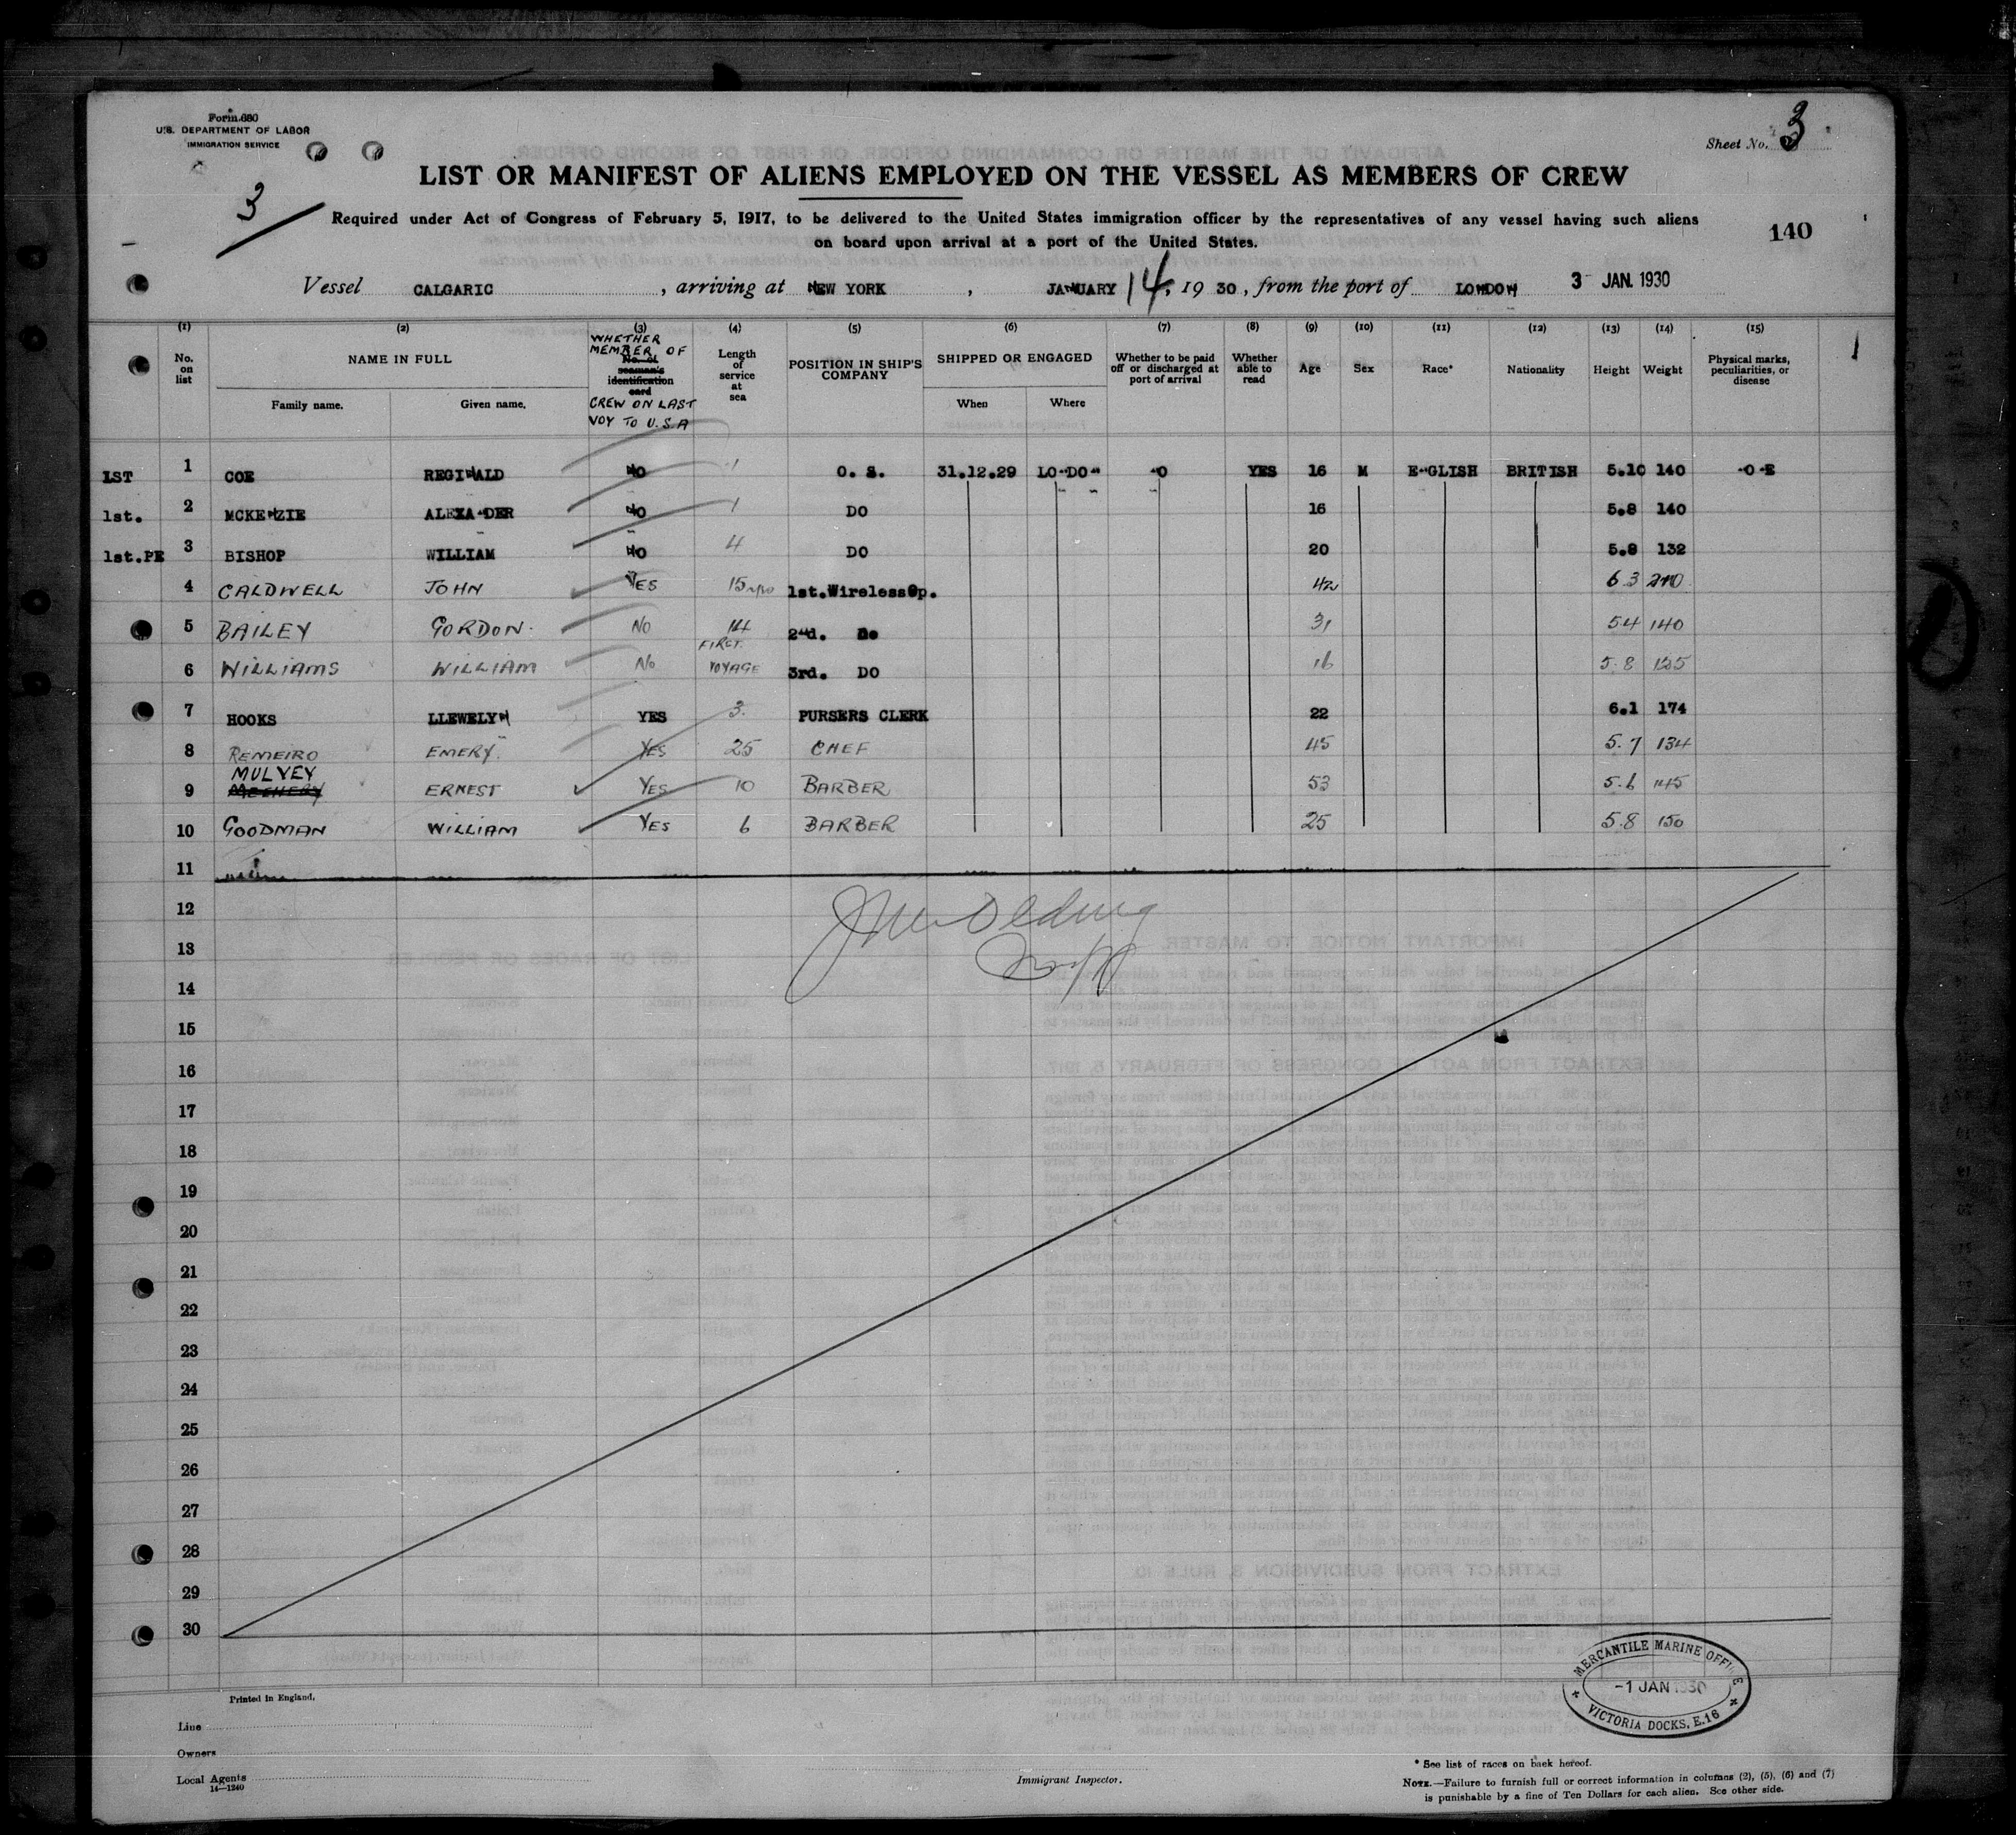 Form 680
U.S. DEPARTMENT OF LABOR
IMMIGRATION SERVICE
Sheet No. 3
LIST OR MANIFEST OF ALIENS EMPLOYED ON THE VESSEL AS MEMBERS OF CREW
3
Required under Act of Congress of February 5, 1917, to be delivered to the United States immigration officer by the representatives of any vessel having such aliens
on board upon arrival at a port of the United States.
140
Vessel CALGARIC, arriving at NEW YORK, JANUARY 14, 1930, from the port of LONDON 3 JAN. 1930
(1) (2) (3) (4) (5) (6) (7) (8) (9) (10) (11) (12) (13) (14) (15)
No. on list
NAME IN FULL
Family name. Given name.
WHETHER MEMBER OF
No. of seaman's identification card
CREW ON LAST VOY TO U.S.A
Length of service at sea
POSITION IN SHIP'S COMPANY
SHIPPED OR ENGAGED
When Where
Whether to be paid off or discharged at port of arrival
Whether able to read
Age
Sex
Race*
Nationality
Height
Weight
Physical marks, peculiarities, or disease
1ST 1 COE REGINALD NO 1 O. S. 31.12.29 LONDON NO YES 16 M ENGLISH BRITISH 5.10 140 NONE
1st. 2 MCKENZIE ALEXANDER NO 1 DO 16 5.8 140
1st.PE 3 BISHOP WILLIAM NO 4 DO 20 5.8 132
4 CALDWELL JOHN YES 15 1st.WirelessOp. 42 6 3 210
5 BAILEY GORDON. NO 14 2nd. Do 31 5 4 140
6 WILLIAMS WILLIAM NO FIRST VOYAGE 3rd. DO 16 5.8 125
7 HOOKS LLEWELYN YES 3. PURSERS CLERK 22 6.1 174
8 REMEIRO EMERY. YES 25 CHEF 45 5.7 134
MULVEY
9 ERNEST YES 10 BARBER 53 5.6 145
10 GOODMAN WILLIAM YES 6 BARBER 25 5.8 150
11
12
13
14
15
16
17
18
19
20
21
22
23
24
25
26
27
28
29
30
MERCANTILE MARINE OFFICE
-1 JAN 1930
VICTORIA DOCKS, E.16
Printed in England.
Line
Owners
Local Agents
14—1240
Immigrant Inspector.
* See list of races on back hereof.
NOTE.—Failure to furnish full or correct information in columns (2), (5), (6) and (7)
is punishable by a fine of Ten Dollars for each alien. See other side.